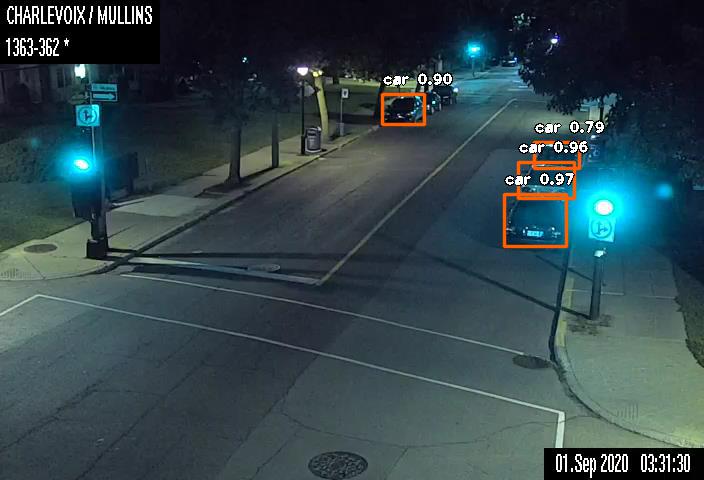 CHARLEVOIX / MULLINS
1363-362 *
car 0.90
car 0.79
car 0.96
car 0.97
01.Sep 2020 03:31:30